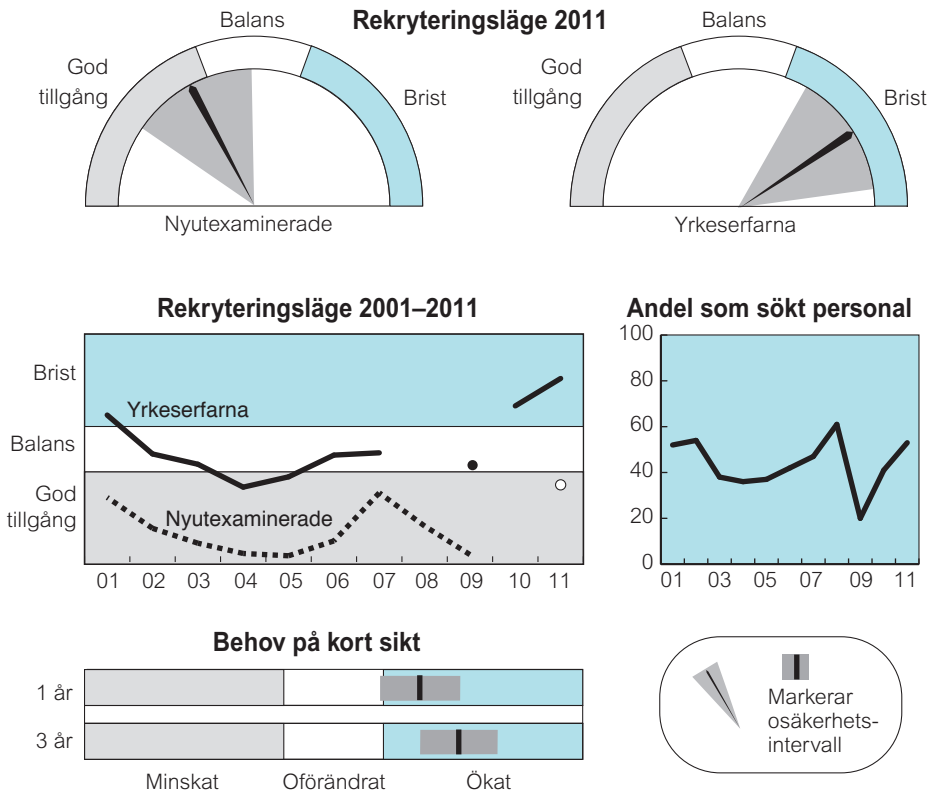 Rekryteringsläge 2011
Balans
God
tillgång
Brist
Nyutexaminerade
Balans
God
tillgång
Brist
Yrkeserfarna
Rekryteringsläge 2001–2011
Brist
Balans
God
tillgång
Yrkeserfarna
Nyutexaminerade
01 02 03 04 05 06 07 08 09 10 11
Andel som sökt personal
100
80
60
40
20
0
01 03 05 07 09 11
Behov på kort sikt
1 år
3 år
Minskat Oförändrat Ökat
Markerar
osäkerhets-
intervall